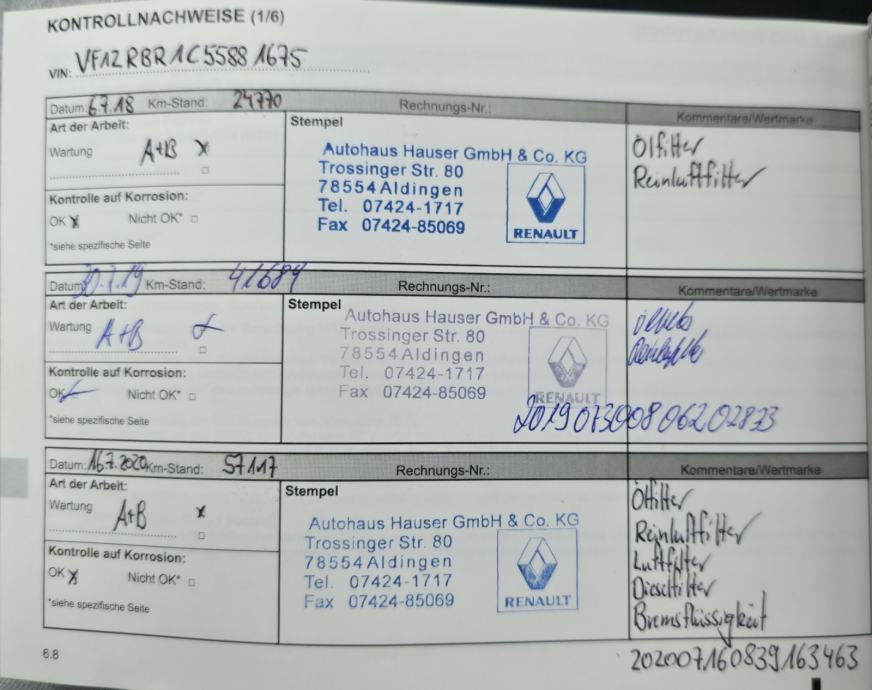 KONTROLLNACHWEISE (1/6)
VIN: VF12RBR1C55881675
Datum: 6.7.18 Km-Stand: 24770 Rechnungs-Nr.: Kommentare/Wertmarke
Art der Arbeit:
Stempel
Wartung A+B x
Autohaus Hauser GmbH & Co. KG
Trossinger Str. 80
78554 Aldingen
Tel. 07424-1717
Fax 07424-85069
RENAULT
Ölfilter
Reinluftfilter
Kontrolle auf Korrosion:
OK x Nicht OK* □
*siehe spezifische Seite
Datum: 30.7.19 Km-Stand: 41684 Rechnungs-Nr.: Kommentare/Wertmarke
Art der Arbeit:
Stempel
Wartung A+B
Autohaus Hauser GmbH & Co. KG
Trossinger Str. 80
78554 Aldingen
Tel. 07424-1717
Fax 07424-85069
RENAULT
Kontrolle auf Korrosion:
OK Nicht OK* □
*siehe spezifische Seite
201907300806202833
Datum: 16.7.2020 Km-Stand: 57117 Rechnungs-Nr.: Kommentare/Wertmarke
Art der Arbeit:
Stempel
Wartung A+B x
Autohaus Hauser GmbH & Co. KG
Trossinger Str. 80
78554 Aldingen
Tel. 07424-1717
Fax 07424-85069
RENAULT
Ölfilter
Reinluftfilter
Luftfilter
Dieselfilter
Bremsflüssigkeit
Kontrolle auf Korrosion:
OK x Nicht OK* □
*siehe spezifische Seite
202007160839163463
6.8